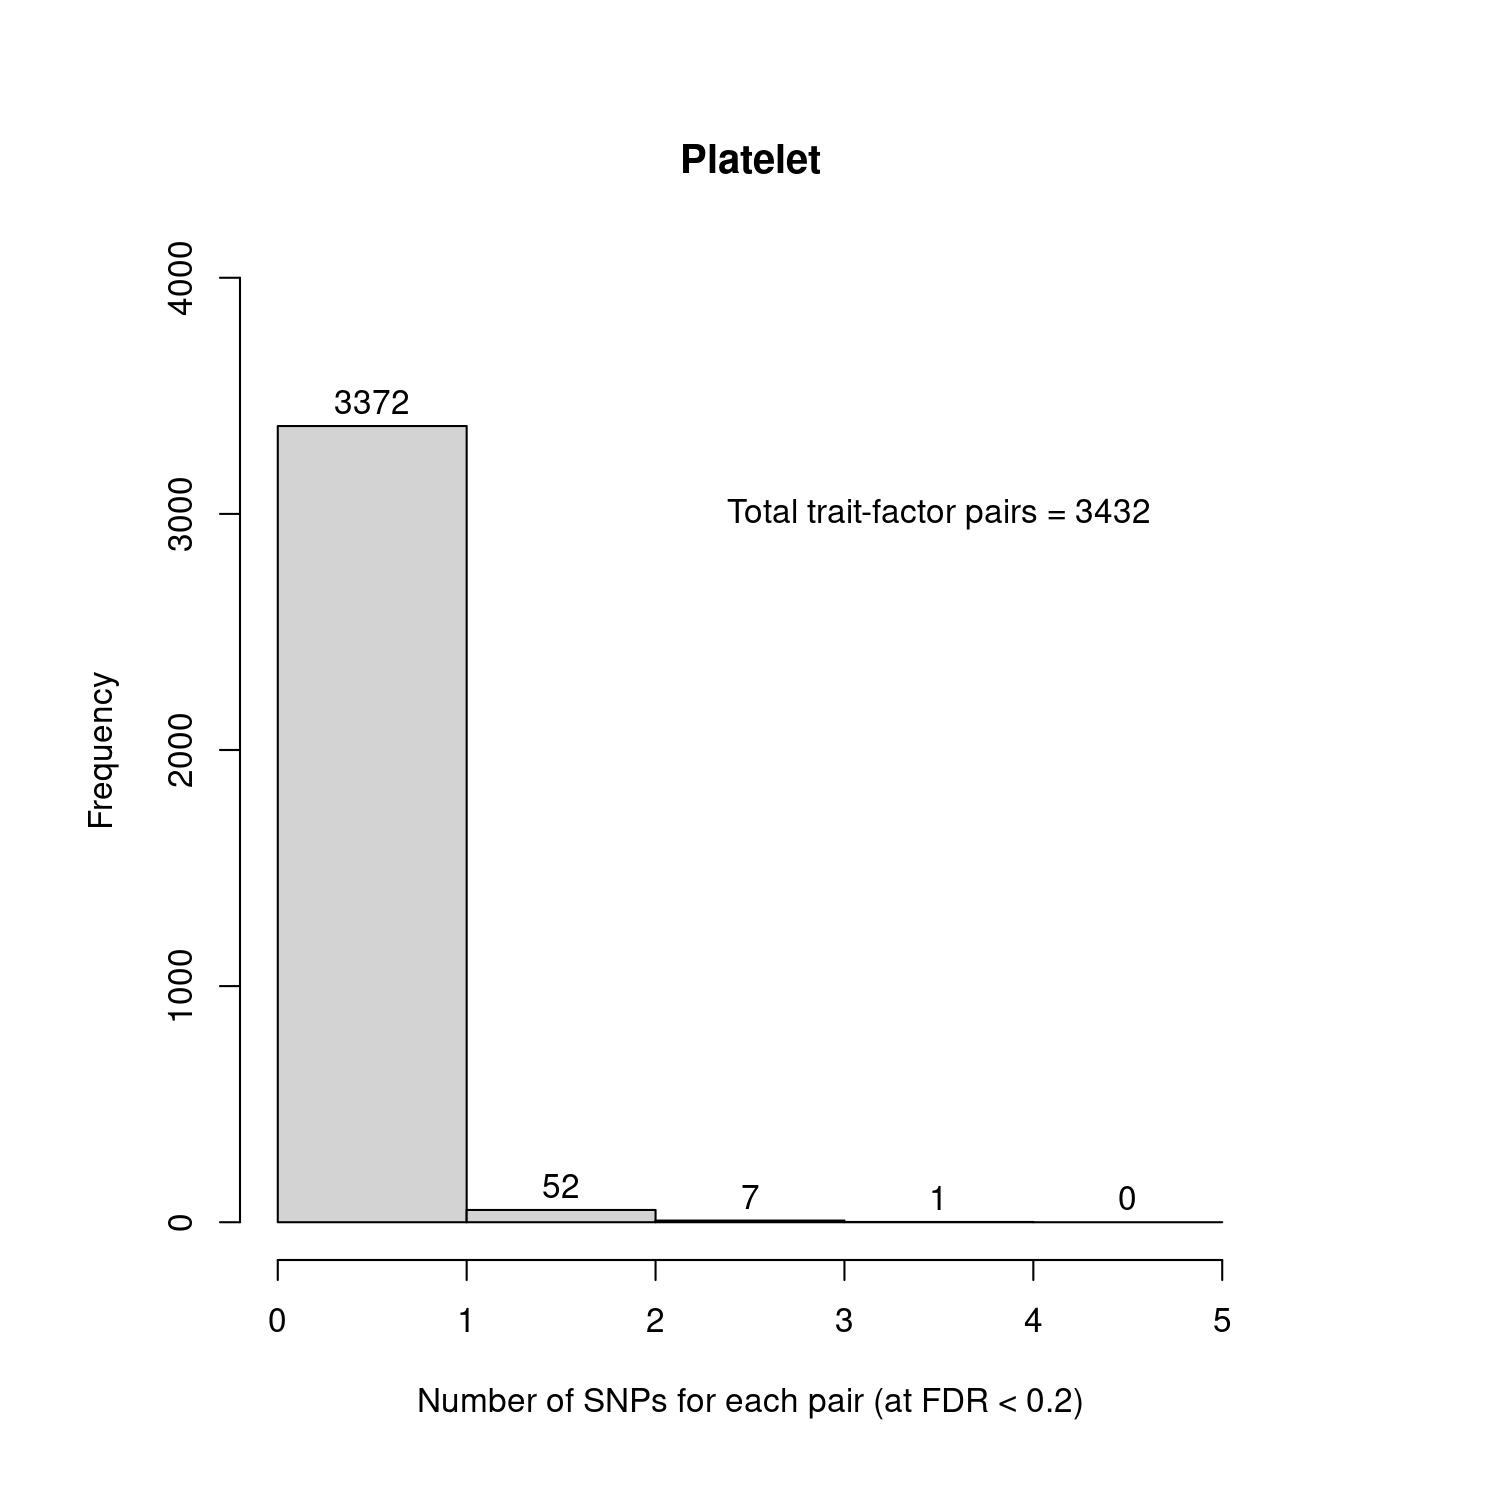 Platelet
4000
3000
2000
1000
0
Frequency
3372
52
7
1
0
Total trait-factor pairs = 3432
0 1 2 3 4 5
Number of SNPs for each pair (at FDR < 0.2)